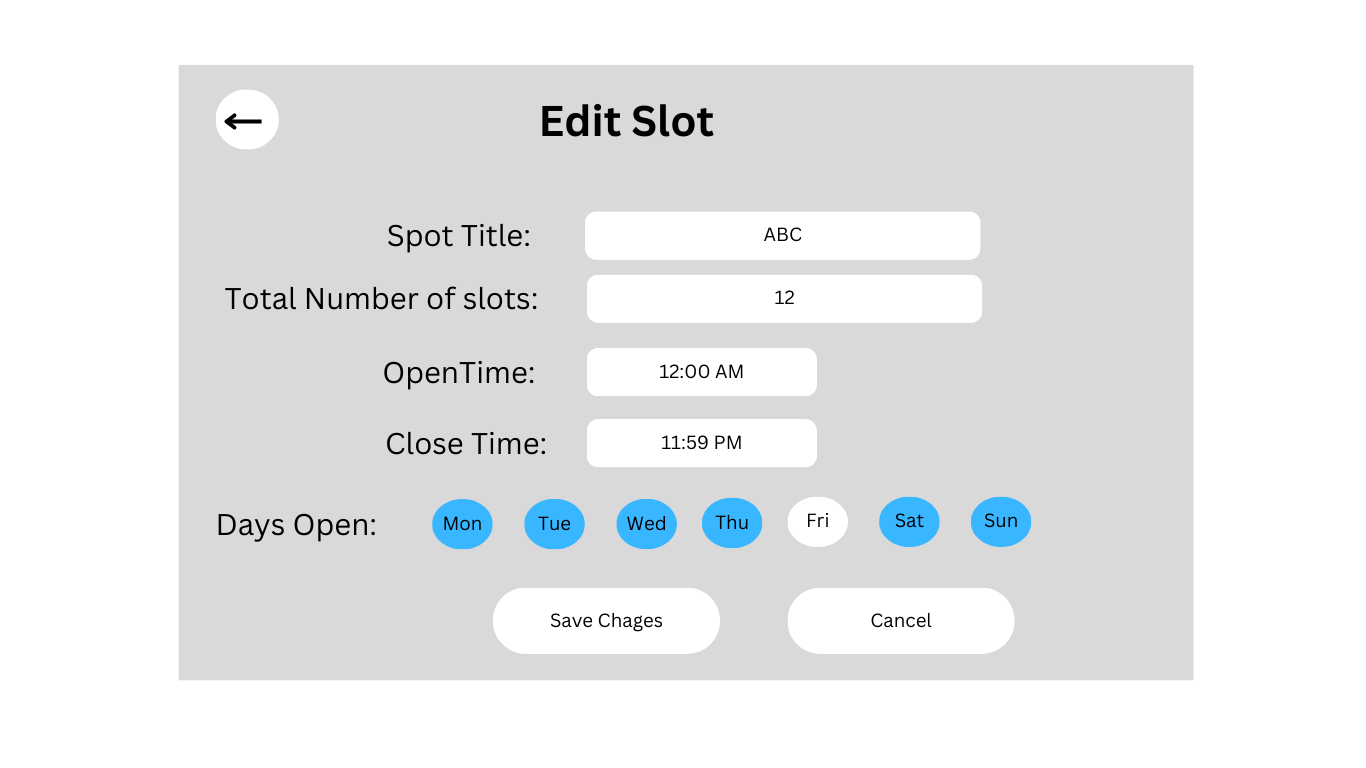 Edit Slot
Spot Title: ABC
Total Number of slots: 12
OpenTime: 12:00 AM
Close Time: 11:59 PM
Days Open: Mon Tue Wed Thu Fri Sat Sun
Save Chages Cancel